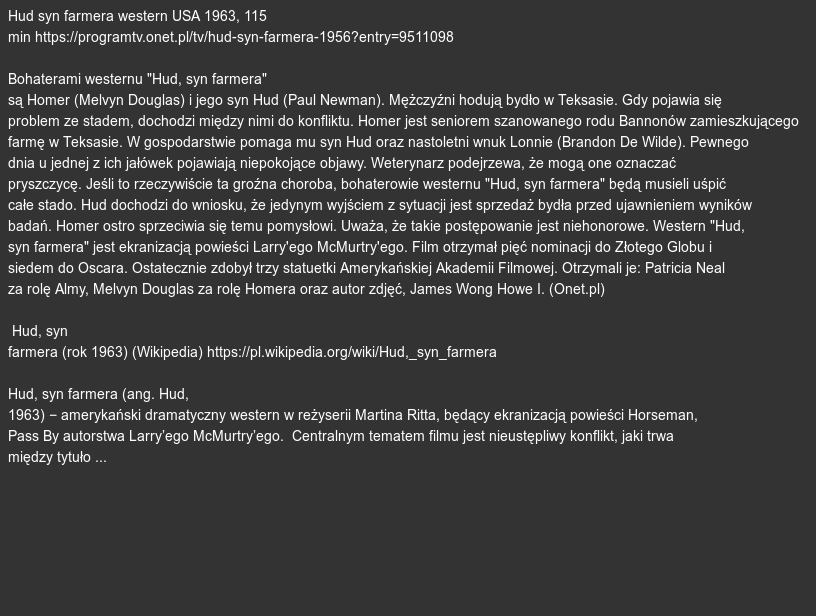 Hud syn farmera western USA 1963, 115
min https://programtv.onet.pl/tv/hud-syn-farmera-1956?entry=9511098
Bohaterami westernu "Hud, syn farmera"
są Homer (Melvyn Douglas) i jego syn Hud (Paul Newman). Mężczyźni hodują bydło w Teksasie. Gdy pojawia się
problem ze stadem, dochodzi między nimi do konfliktu. Homer jest seniorem szanowanego rodu Bannonów zamieszkującego
farmę w Teksasie. W gospodarstwie pomaga mu syn Hud oraz nastoletni wnuk Lonnie (Brandon De Wilde). Pewnego
dnia u jednej z ich jałówek pojawiają niepokojące objawy. Weterynarz podejrzewa, że mogą one oznaczać
pryszczycę. Jeśli to rzeczywiście ta groźna choroba, bohaterowie westernu "Hud, syn farmera" będą musieli uśpić
całe stado. Hud dochodzi do wniosku, że jedynym wyjściem z sytuacji jest sprzedaż bydła przed ujawnieniem wyników
badań. Homer ostro sprzeciwia się temu pomysłowi. Uważa, że takie postępowanie jest niehonorowe. Western "Hud,
syn farmera" jest ekranizacją powieści Larry'ego McMurtry'ego. Film otrzymał pięć nominacji do Złotego Globu i
siedem do Oscara. Ostatecznie zdobył trzy statuetki Amerykańskiej Akademii Filmowej. Otrzymali je: Patricia Neal
za rolę Almy, Melvyn Douglas za rolę Homera oraz autor zdjęć, James Wong Howe I. (Onet.pl)
Hud, syn
farmera (rok 1963) (Wikipedia) https://pl.wikipedia.org/wiki/Hud,_syn_farmera
Hud, syn farmera (ang. Hud,
1963) – amerykański dramatyczny western w reżyserii Martina Ritta, będący ekranizacją powieści Horseman,
Pass By autorstwa Larry’ego McMurtry’ego.  Centralnym tematem filmu jest nieustępliwy konflikt, jaki trwa
między tytuło ...